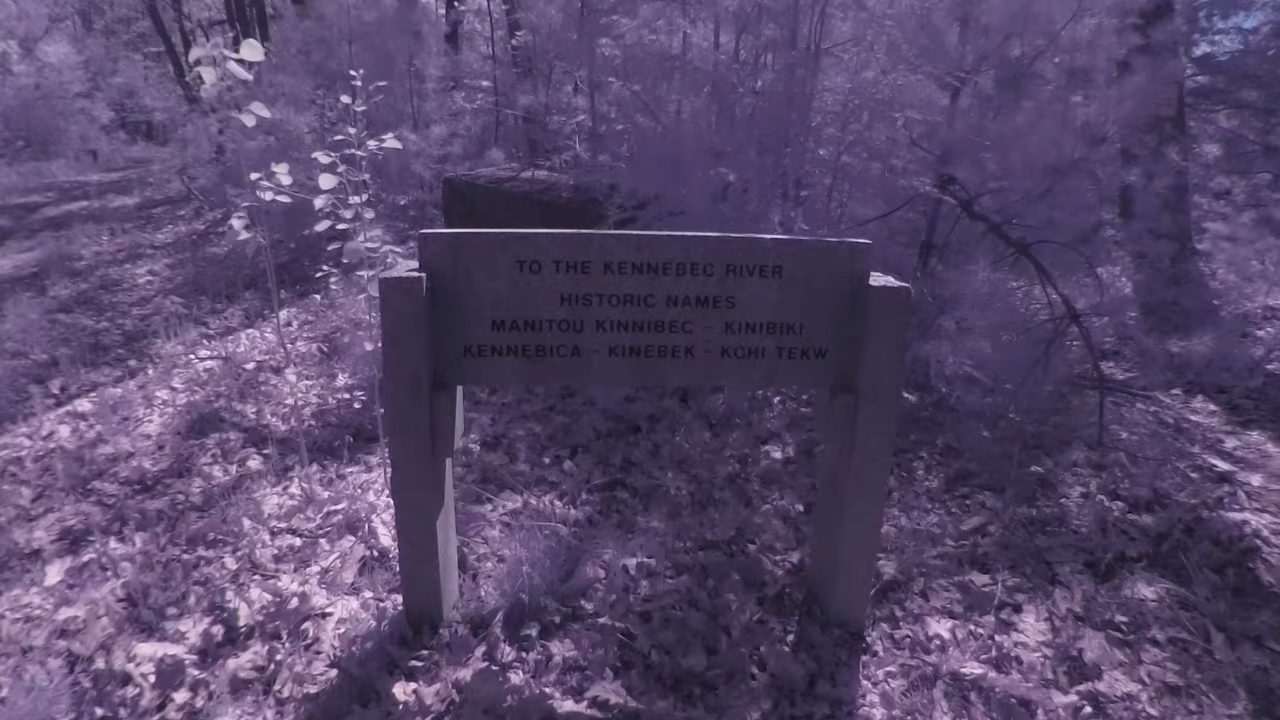 TO THE KENNEBEC RIVER
HISTORIC NAMES
MANITOU KINNIBEC - KINIBIKI
KENNEBICA - KINEBEK - KCHI TEKW